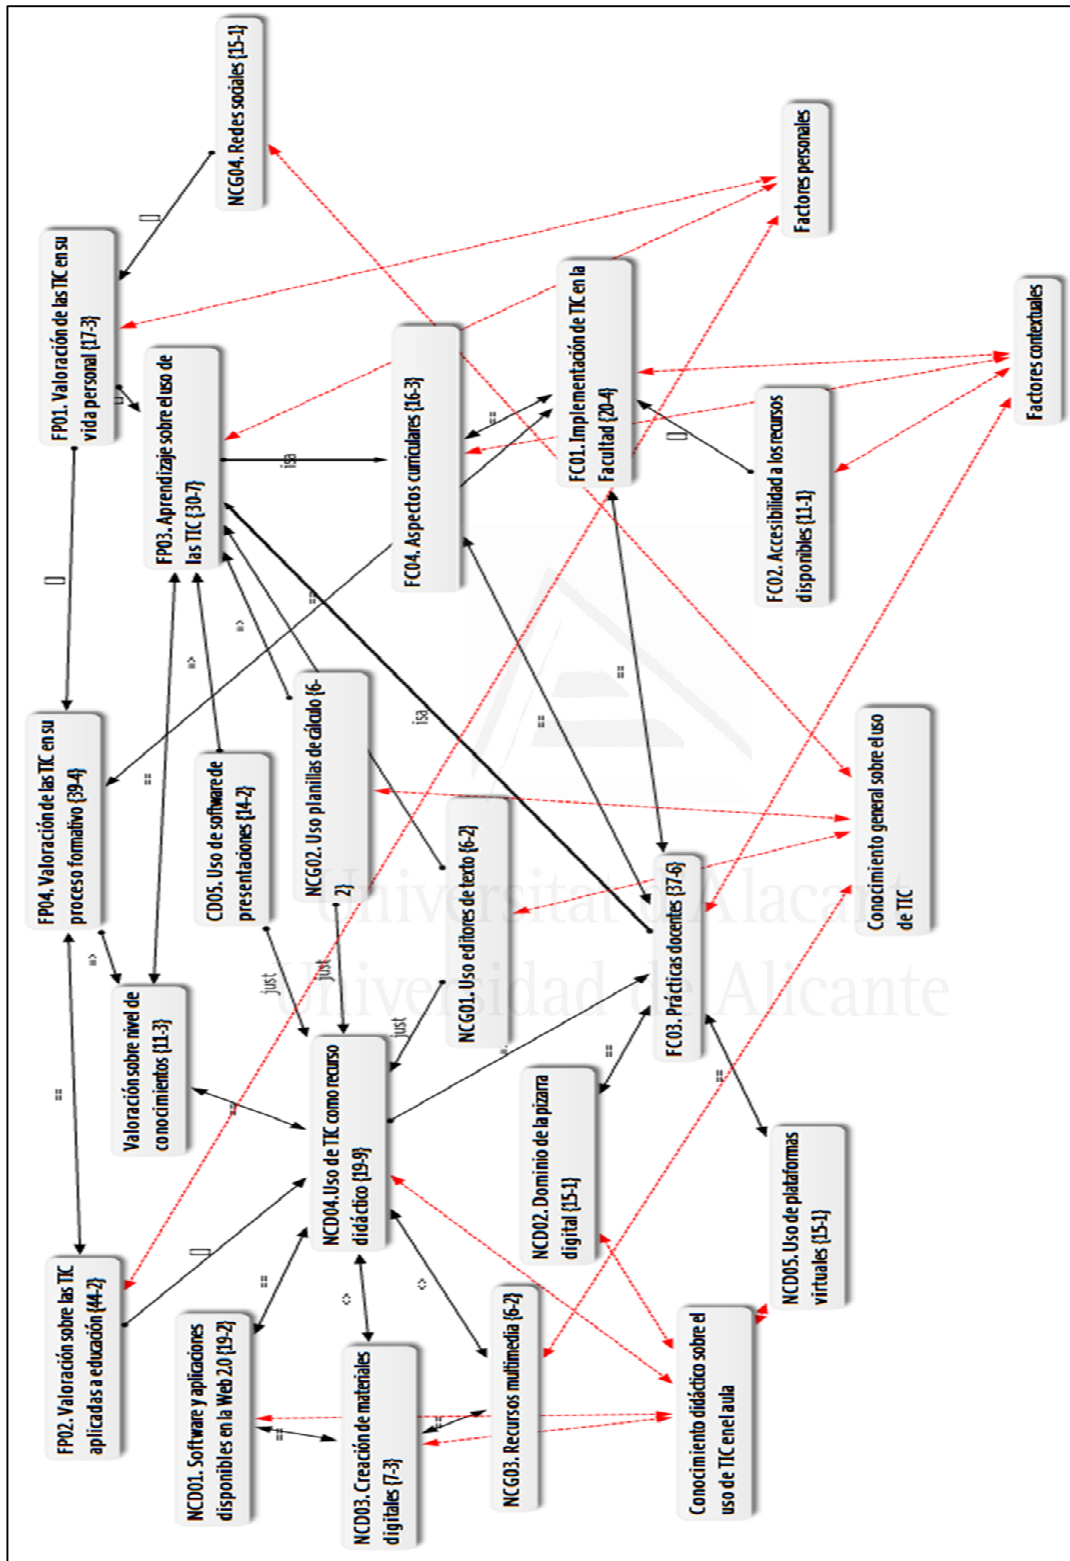 FP02. Valoración sobre las TIC
aplicadas a educación {44-2}
==
FP04. Valoración de las TIC en su
proceso formativo {39-4}
[]
FP01. Valoración de las TIC en su
vida personal {17-3}
[]
NCG04. Redes sociales {15-1}
=>
Valoración sobre nivel de
conocimientos {11-3}
==
[]
FP03. Aprendizaje sobre el uso de
las TIC {30-7}
NCD01. Software y aplicaciones
disponibles en la Web 2.0 {19-2}
[]
==
CD05. Uso de software de
presentaciones {14-2}
=>
==
==
just
=>
isa
NCD04.Uso de TIC como recurso
didáctico {19-9}
just
NCG02. Uso planillas de cálculo {6-
2}
==
NCD03. Creación de materiales
digitales {7-3}
<>
just
isa
FC04. Aspectos curriculares {16-3}
==
<>
NCG01. Uso editores de texto {6-2}
==
NCG03. Recursos multimedia {6-2}
==
FC01. Implementación de TIC en la
Facultad {20-4}
NCD02. Dominio de la pizarra
digital {15-1}
==
==
[]
FC03. Prácticas docentes {37-6}
FC02. Accesibilidad a los recursos
disponibles {11-1}
Conocimiento didáctico sobre el
uso de TIC en el aula
==
NCD05. Uso de plataformas
virtuales {15-1}
Factores personales
Conocimiento general sobre el uso
de TIC
Factores contextuales
Universitat d'Alacant
Universidad de Alicante